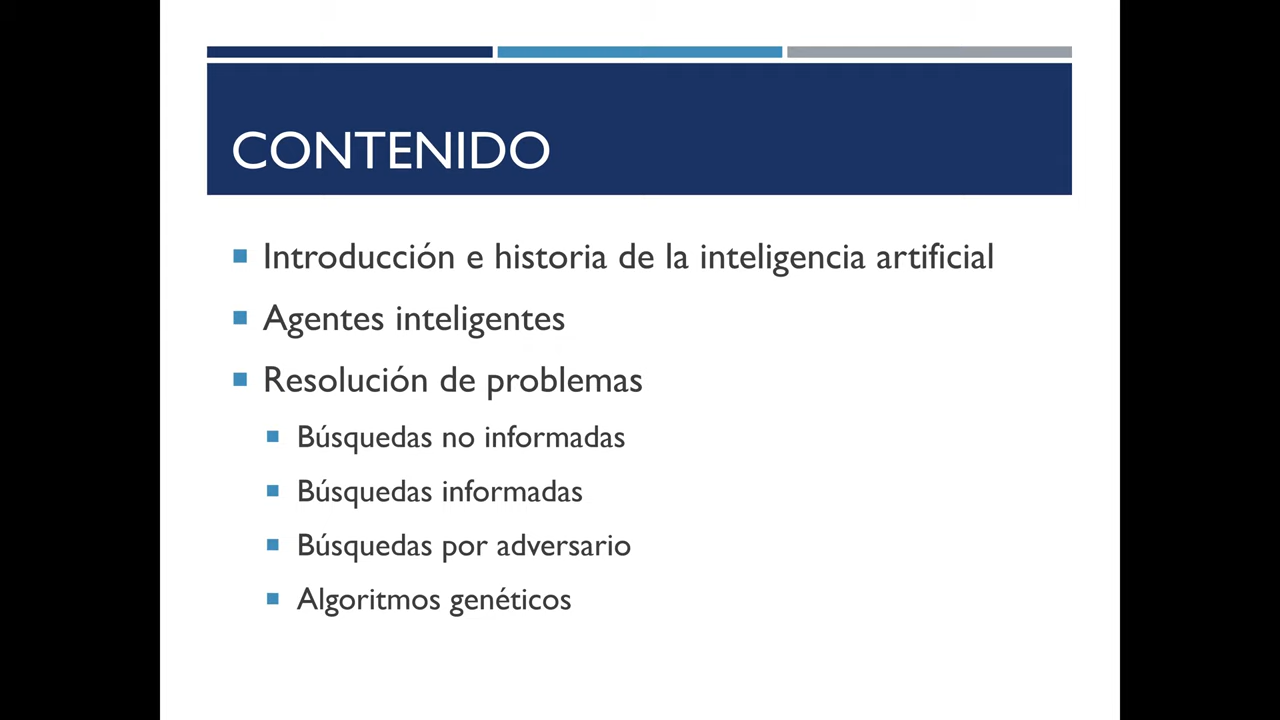 CONTENIDO
Introducción e historia de la inteligencia artificial
Agentes inteligentes
Resolución de problemas
Búsquedas no informadas
Búsquedas informadas
Búsquedas por adversario
Algoritmos genéticos